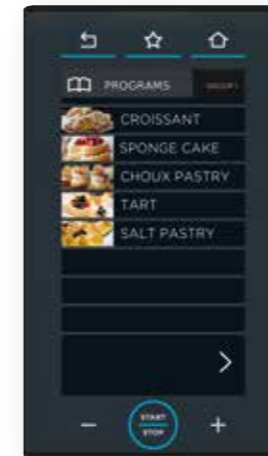 PROGRAMS
CROISSANT
SPONGE CAKE
CHOUX PASTRY
TART
SALT PASTRY
START
STOP